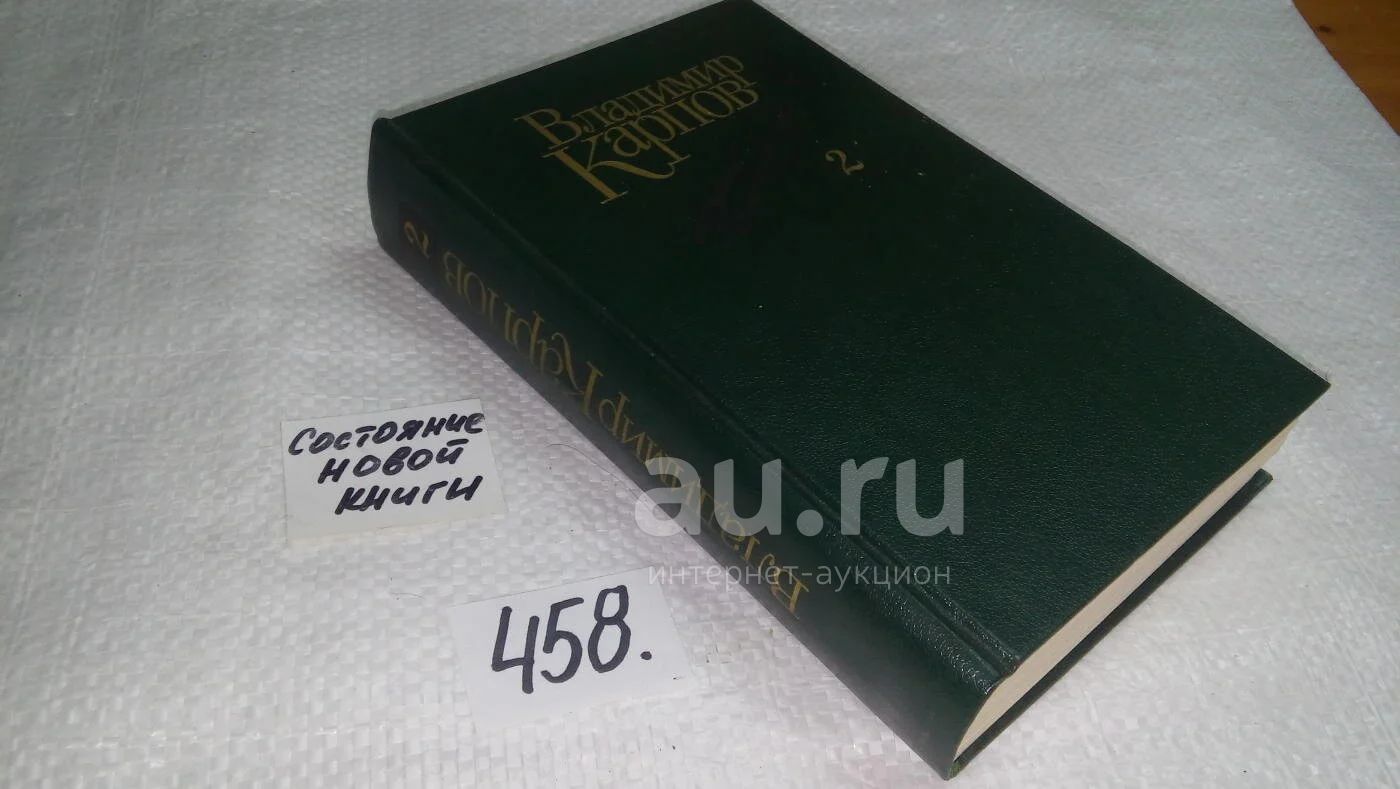 Владимир
Карпов
2
Владимир Карпов 2
Состояние
новой
книги
458.
au.ru
интернет-аукцион